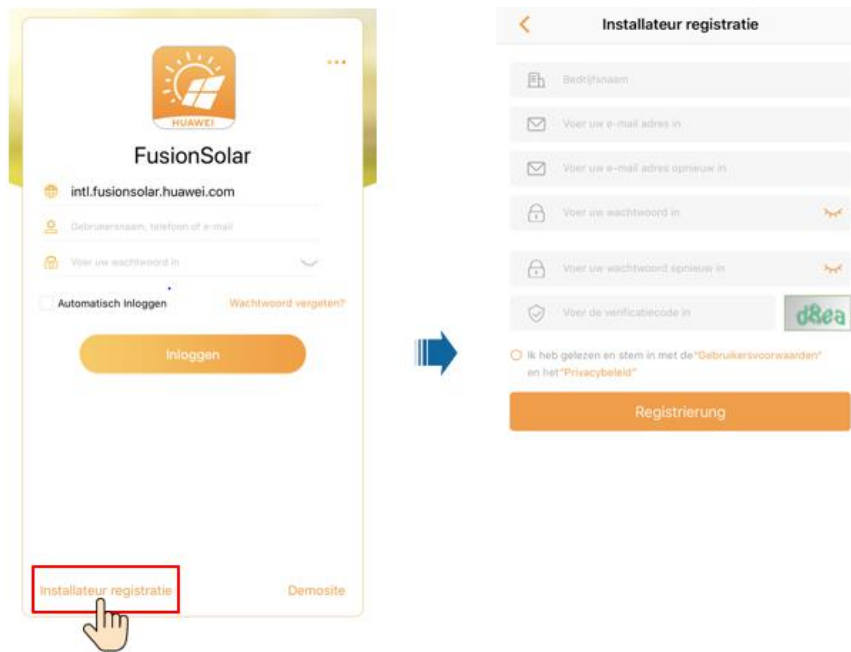 HUAWEI
FusionSolar
intl.fusionsolar.huawei.com
Gebruikersnaam, telefoon of e-mail
Voer uw wachtwoord in
Automatisch Inloggen
Wachtwoord vergeten?
Inloggen
Installateur registratie
Demosite
Installateur registratie
Bedrijfsnaam
Voer uw e-mail adres in
Voer uw e-mail adres opnieuw in
Voer uw wachtwoord in
Voer uw wachtwoord opnieuw in
Voer de verificatiecode in
d8ea
Ik heb gelezen en stem in met de "Gebruikersvoorwaarden"
en het "Privacybeleid"
Registrierung